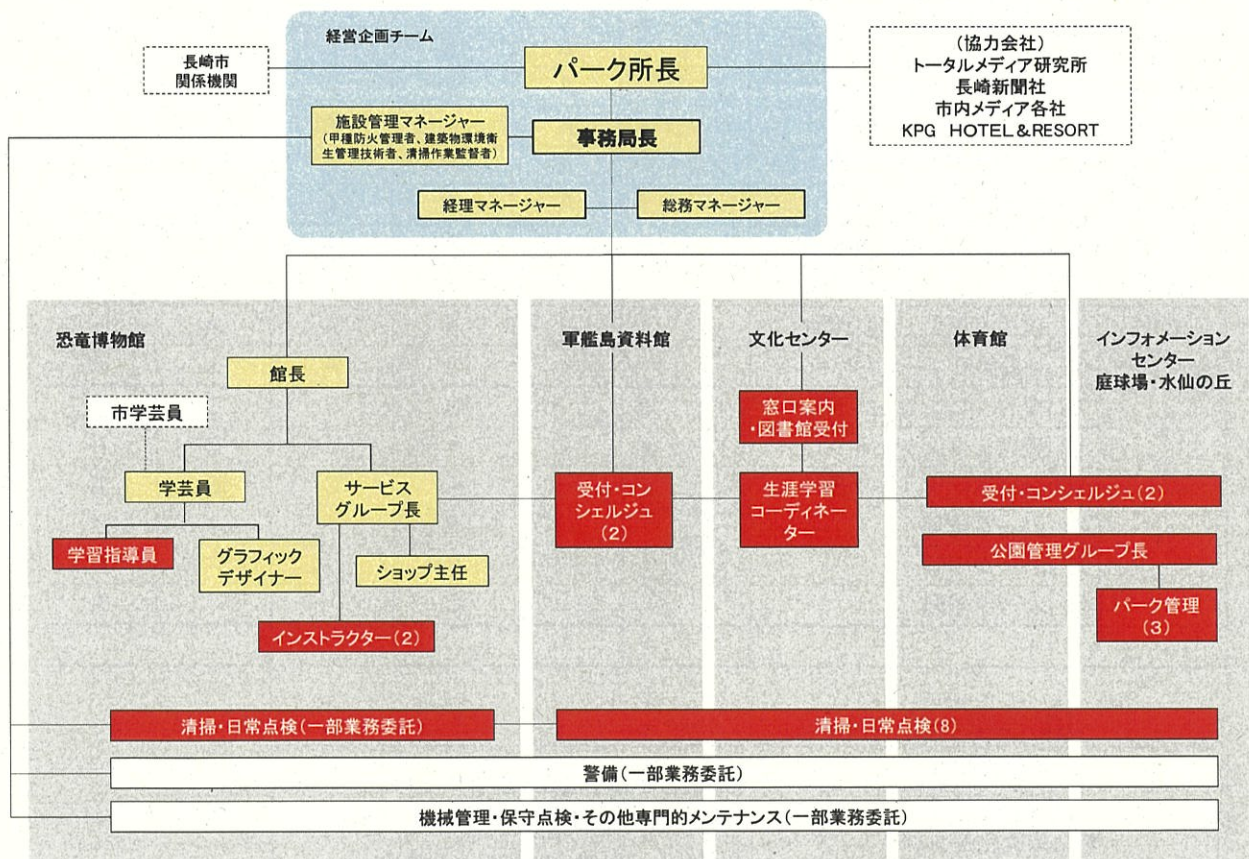 経営企画チーム
長崎市
関係機関
パーク所長
(協力会社)
トータルメディア研究所
長崎新聞社
市内メディア各社
KPG HOTEL&RESORT
施設管理マネージャー
(甲種防火管理者、建築物環境衛
生管理技術者、清掃作業監督者)
事務局長
経理マネージャー
総務マネージャー
恐竜博物館
軍艦島資料館
文化センター
体育館
インフォメーション
センター
庭球場・水仙の丘
館長
市学芸員
窓口案内
・図書館受付
学芸員
サービス
グループ長
受付・コン
シェルジュ
(2)
生涯学習
コーディネー
ター
受付・コンシェルジュ(2)
学習指導員
グラフィック
デザイナー
ショップ主任
公園管理グループ長
インストラクター(2)
パーク管理
(3)
清掃・日常点検(一部業務委託)
清掃・日常点検(8)
警備(一部業務委託)
機械管理・保守点検・その他専門的メンテナンス(一部業務委託)